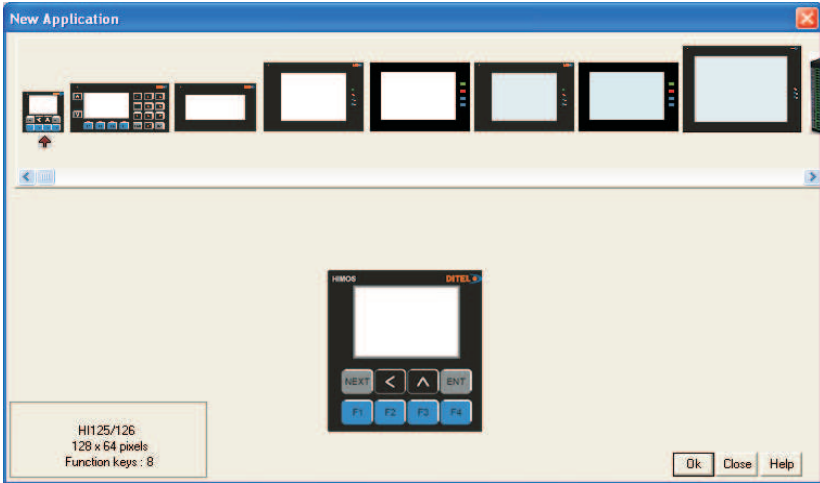 New Application
HIMOS DITEL
NEXT < ∧ ENT
F1 F2 F3 F4
HI125/126
128 x 64 pixels
Function keys : 8
Ok Close Help